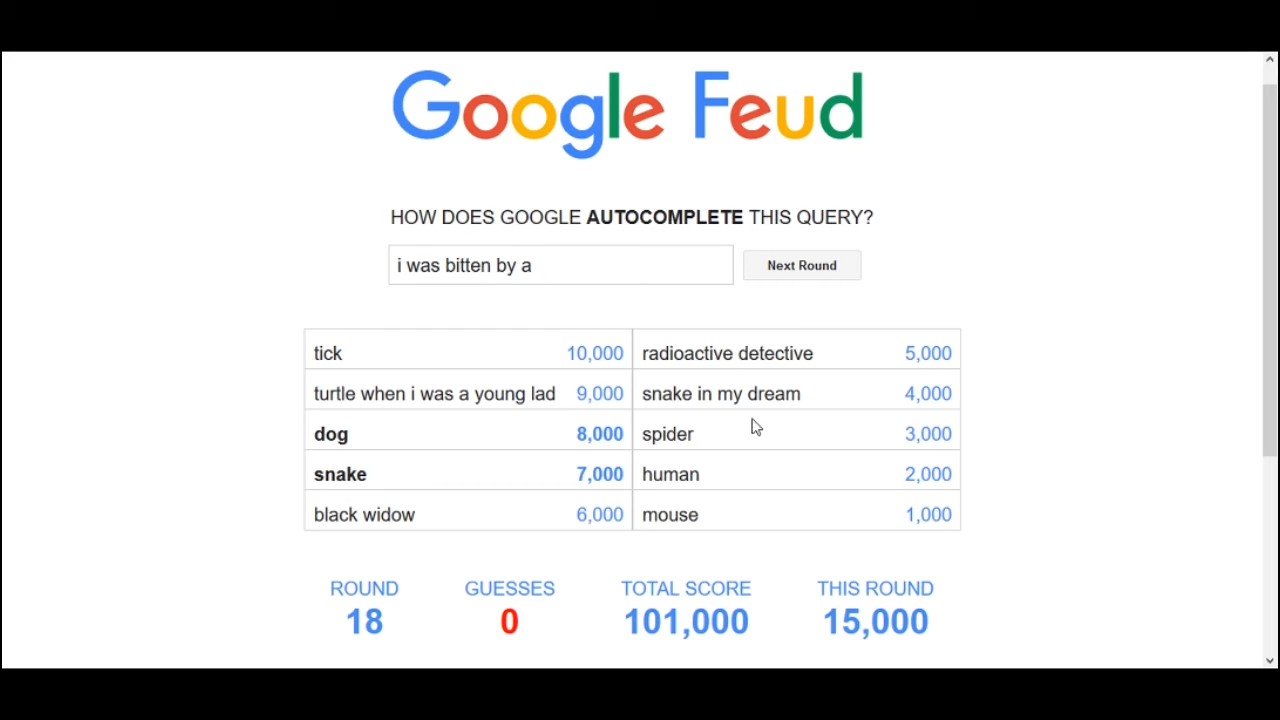 Google Feud
HOW DOES GOOGLE AUTOCOMPLETE THIS QUERY?
i was bitten by a
Next Round
tick 10,000
turtle when i was a young lad 9,000
dog 8,000
snake 7,000
black widow 6,000
radioactive detective 5,000
snake in my dream 4,000
spider 3,000
human 2,000
mouse 1,000
ROUND GUESSES TOTAL SCORE THIS ROUND
18 0 101,000 15,000